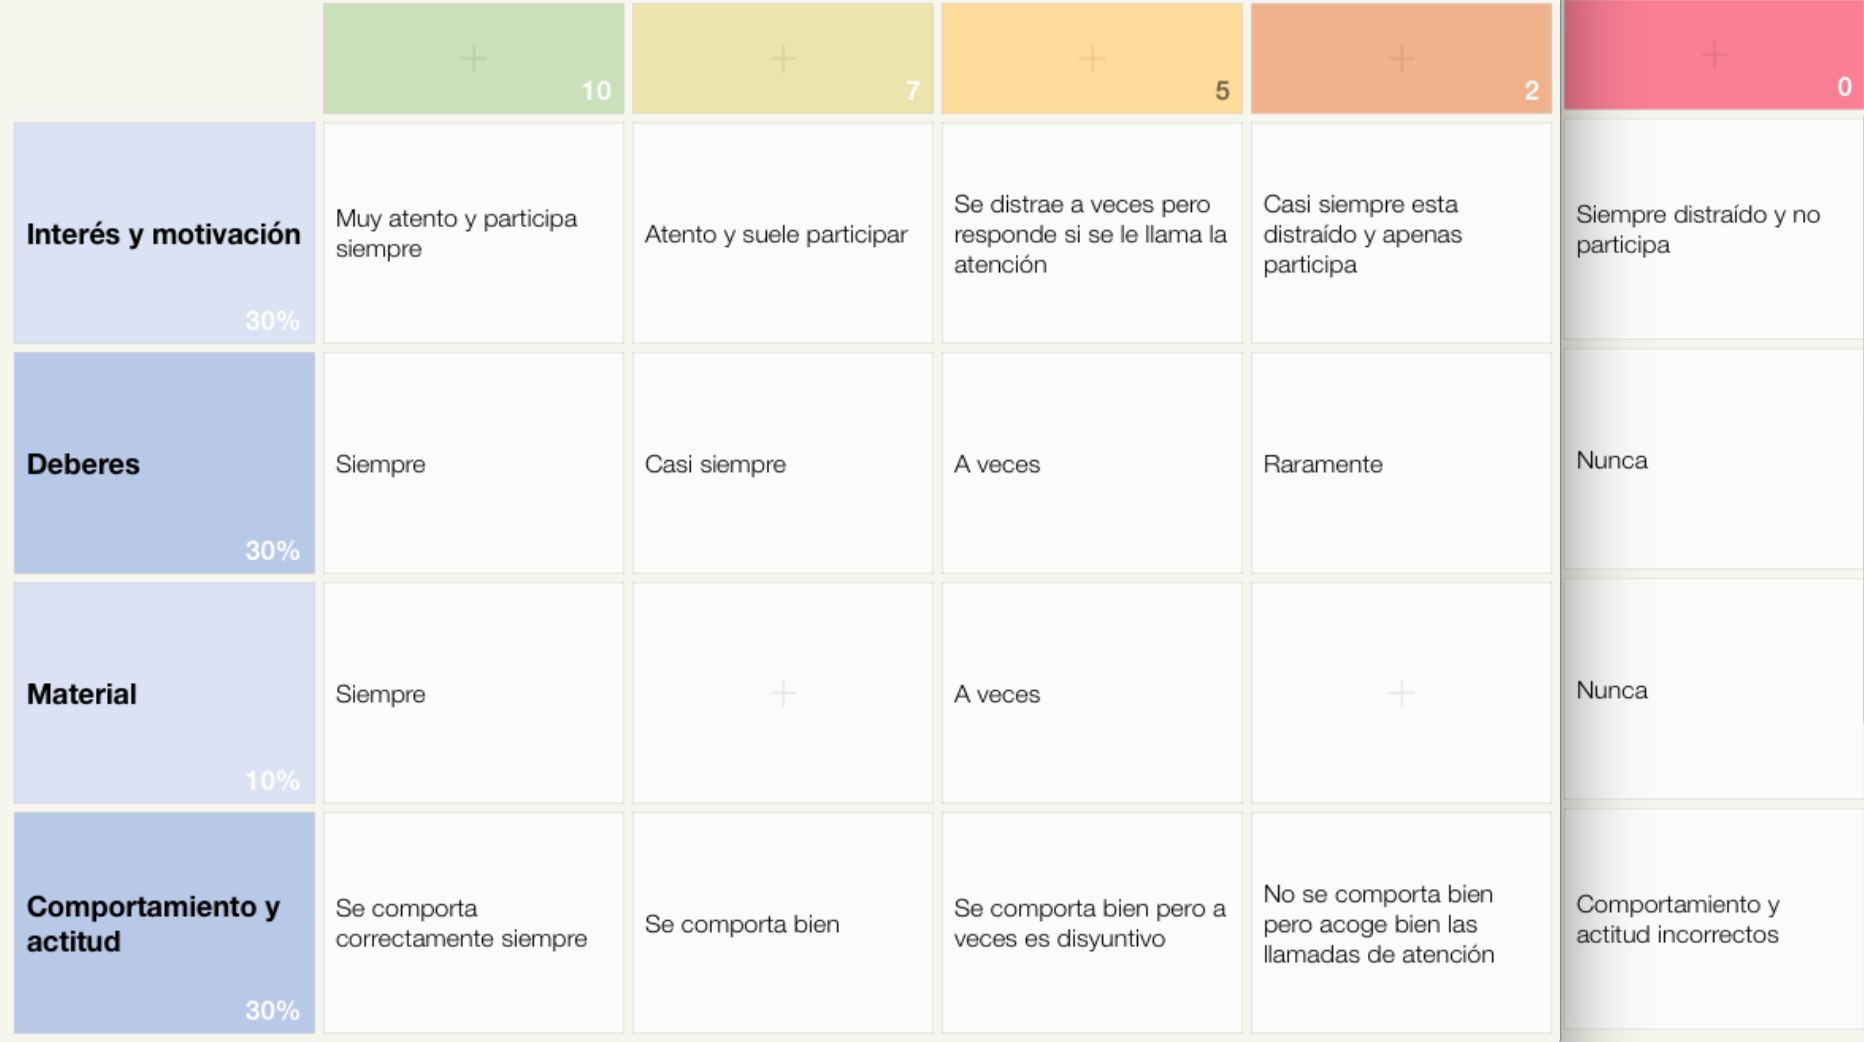 10
7
5
2
0
Interés y motivación
30%
Muy atento y participa
siempre
Atento y suele participar
Se distrae a veces pero
responde si se le llama la
atención
Casi siempre esta
distraído y apenas
participa
Siempre distraído y no
participa
Deberes
30%
Siempre
Casi siempre
A veces
Raramente
Nunca
Material
10%
Siempre
A veces
Nunca
Comportamiento y
actitud
30%
Se comporta
correctamente siempre
Se comporta bien
Se comporta bien pero a
veces es disyuntivo
No se comporta bien
pero acoge bien las
llamadas de atención
Comportamiento y
actitud incorrectos